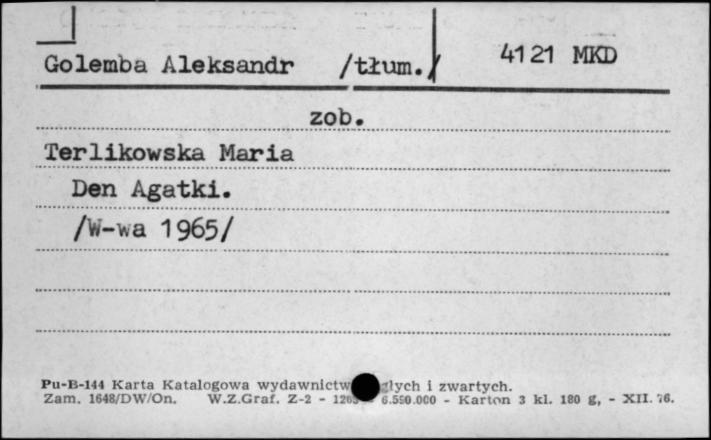 Golemba Aleksandr /tłum./ 4121 MKD
zob.
Terlikowska Maria
Den Agatki.
/W-wa 1965/
Pu-B-144 Karta Katalogowa wydawnictw i zwartych.
Zam. 1648/DW/On. W.Z.Graf. Z-2 - 6.550.000 - Karton 3 kl. 180 g, - XII. 76.